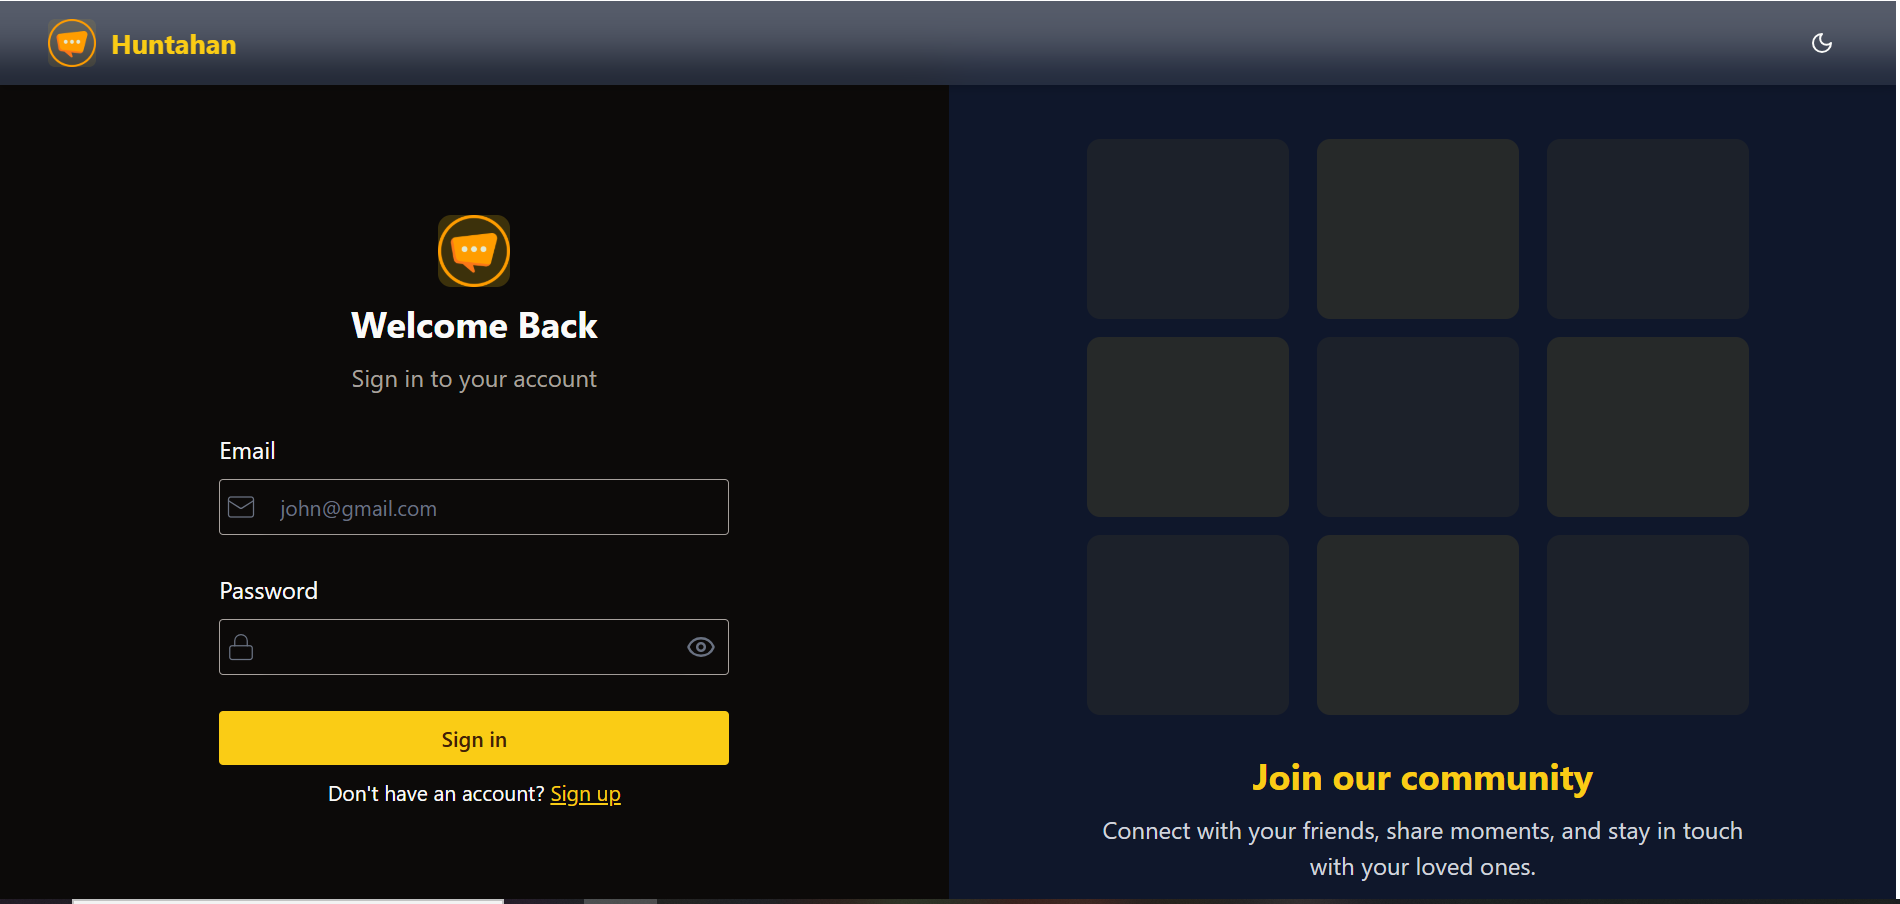 Huntahan
Welcome Back
Sign in to your account
Email
john@gmail.com
Password
Sign in
Don't have an account? Sign up
Join our community
Connect with your friends, share moments, and stay in touch
with your loved ones.